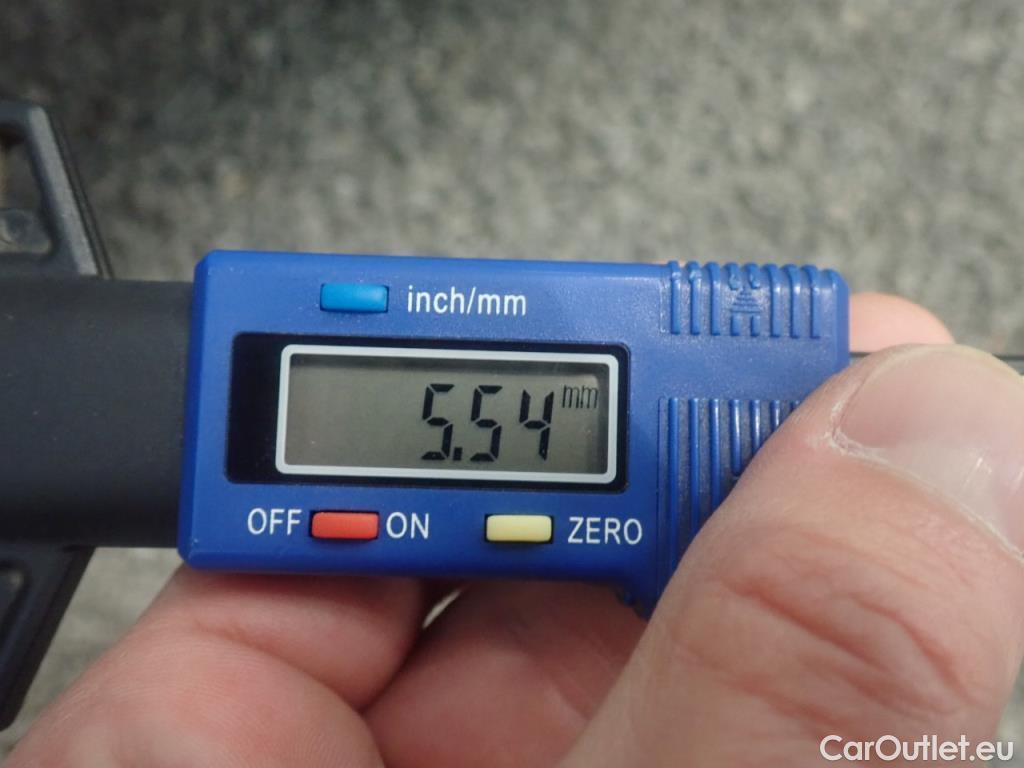 inch/mm
5.54 mm
OFF ON ZERO
CarOutlet.eu